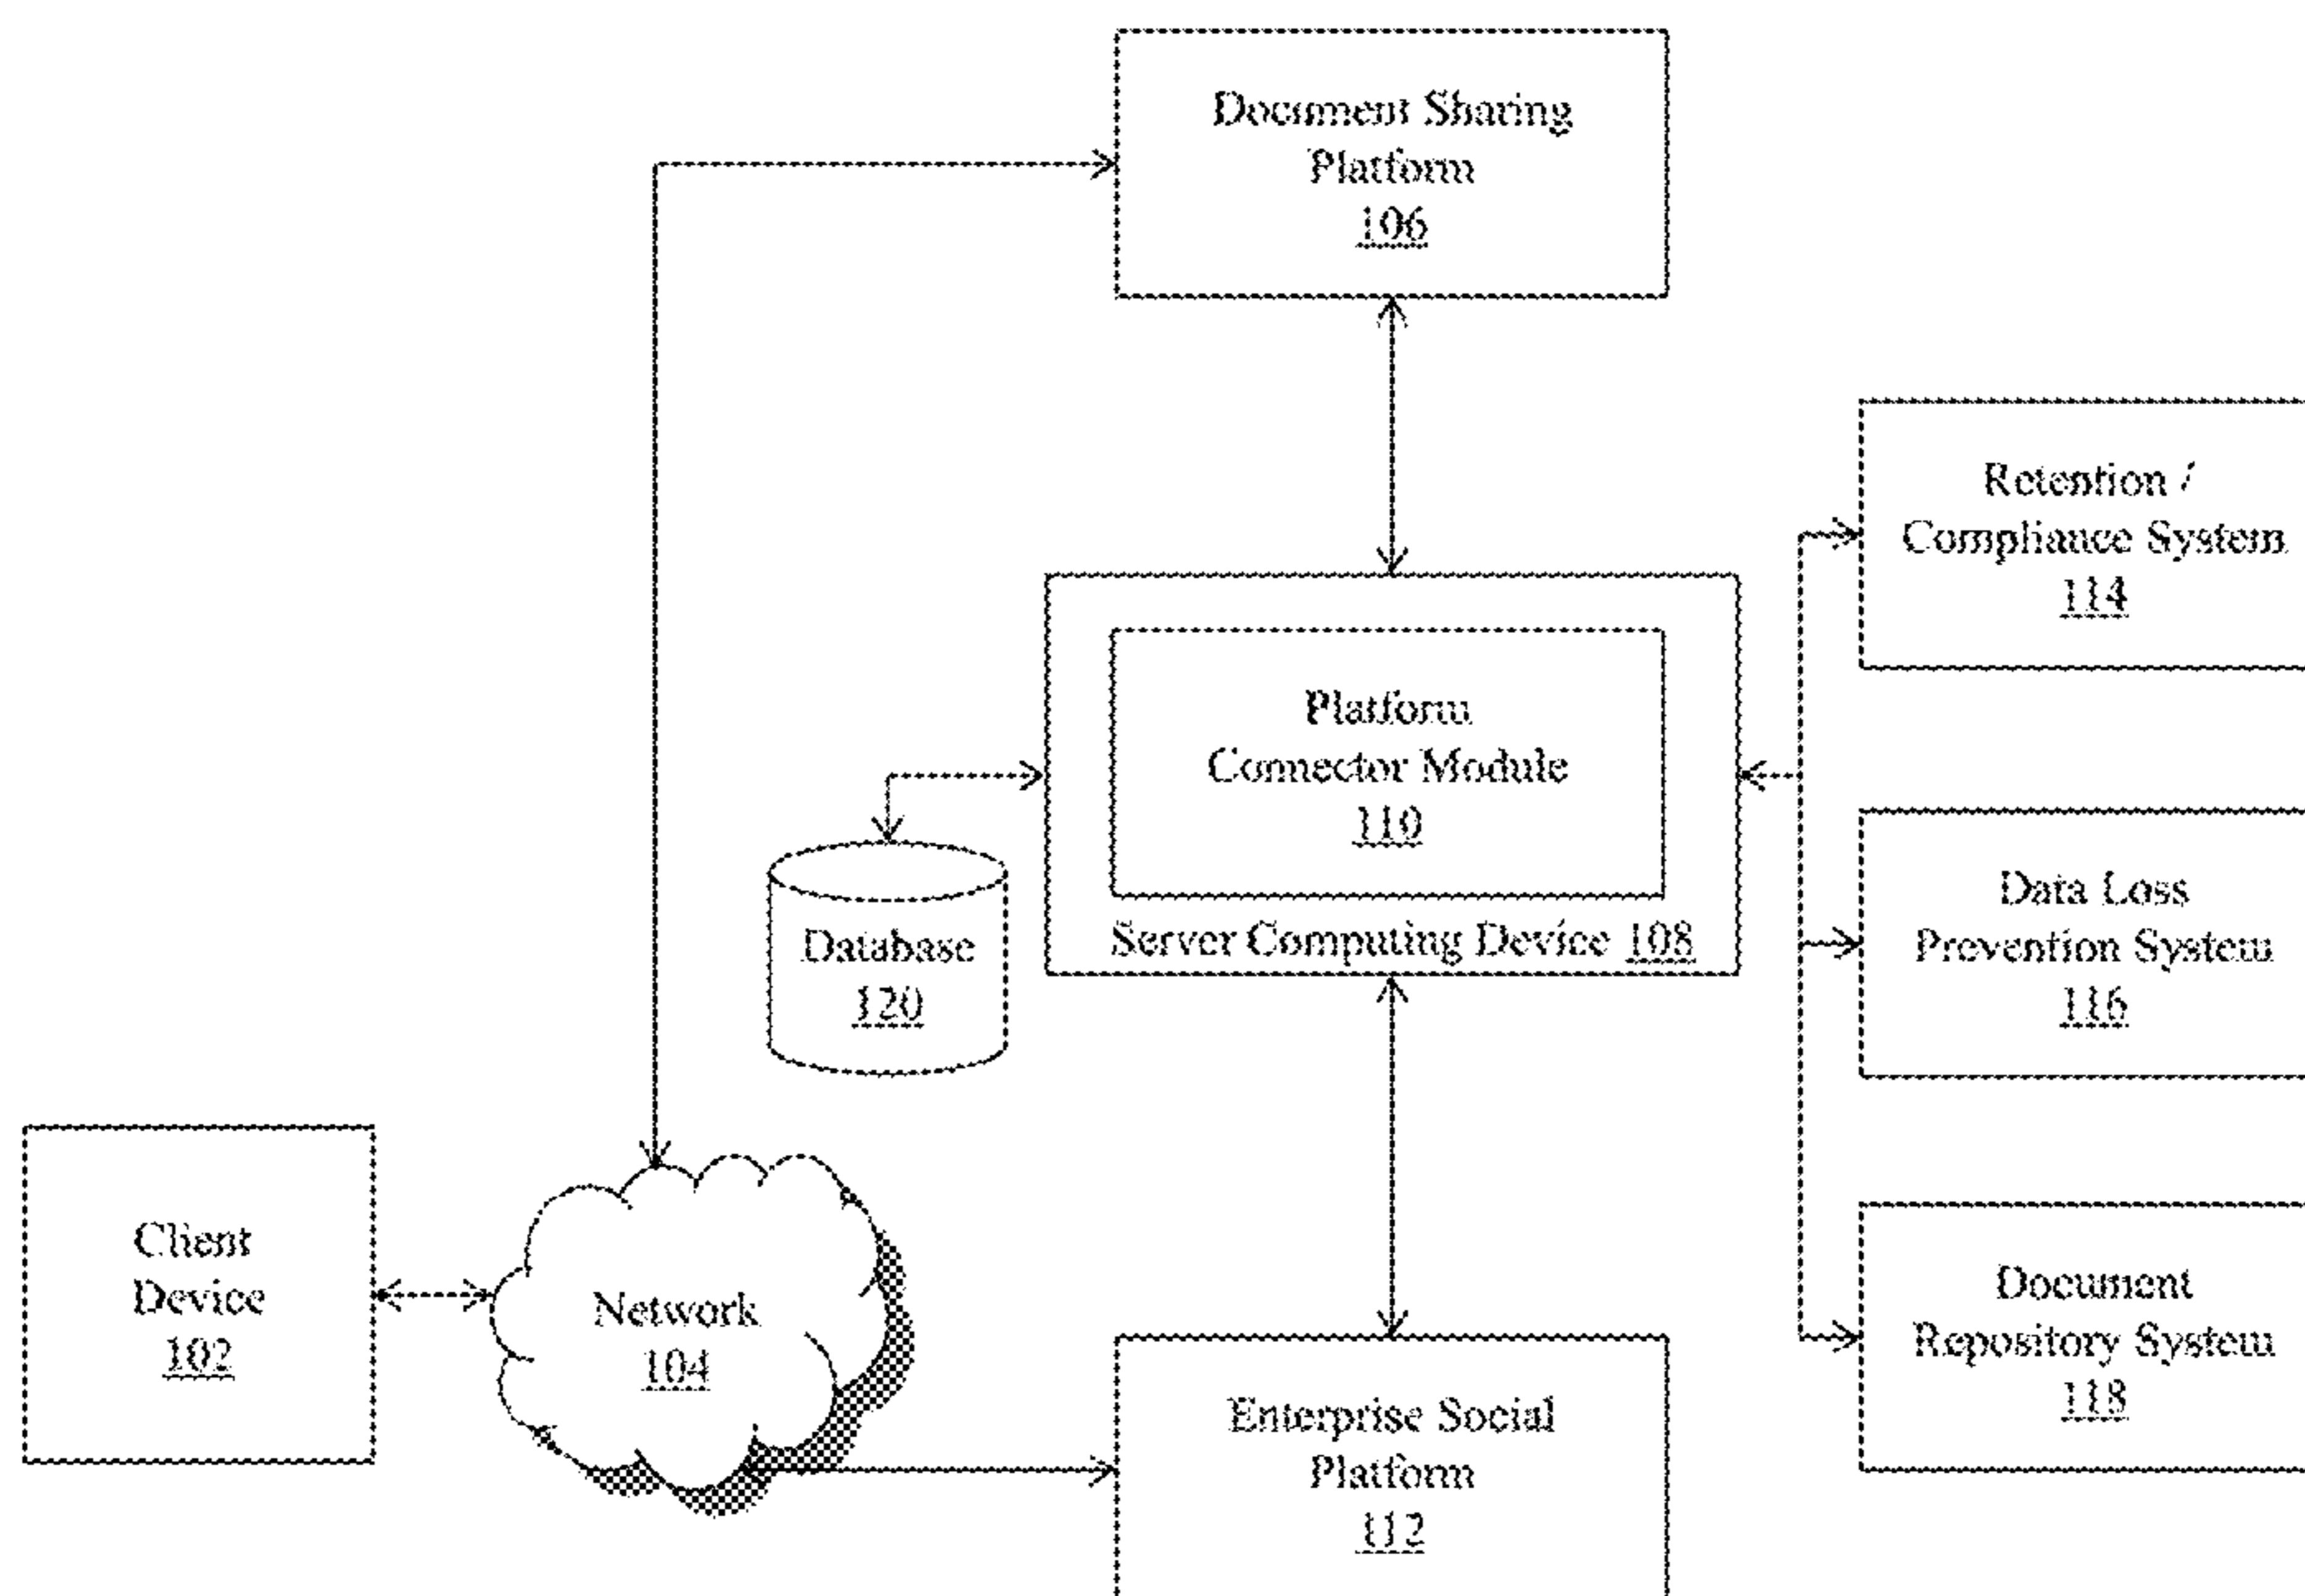 Document Sharing
Platform
106
Retention /
Compliance System
114
Platform
Connector Module
110
Server Computing Device 108
Database
120
Data Loss
Prevention System
116
Client
Device
102
Network
104
Document
Repository System
118
Enterprise Social
Platform
112